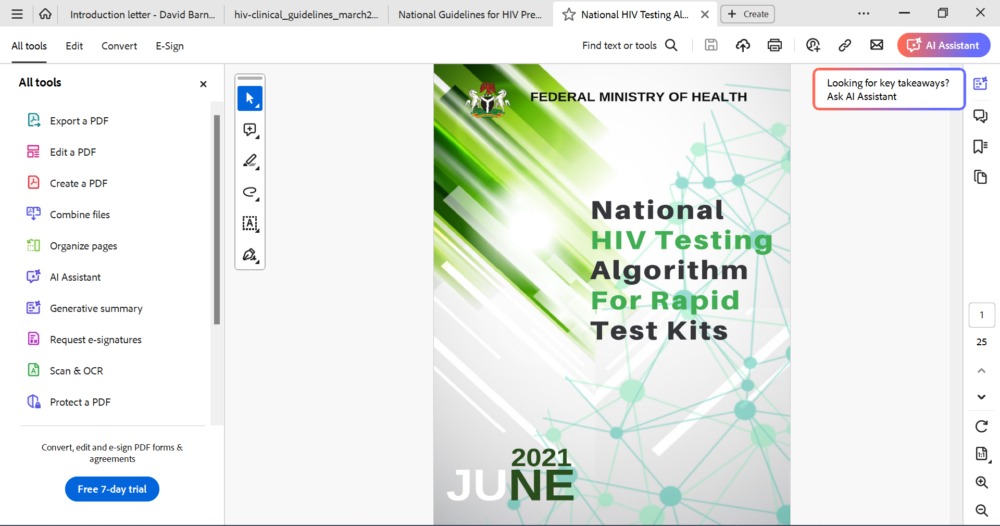 Introduction letter - David Barn...
hiv-clinical_guidelines_march2...
National Guidelines for HIV Pre...
National HIV Testing Al...
Create
All tools
Edit
Convert
E-Sign
Find text or tools
AI Assistant
All tools
Export a PDF
Edit a PDF
Create a PDF
Combine files
Organize pages
AI Assistant
Generative summary
Request e-signatures
Scan & OCR
Protect a PDF
Convert, edit and e-sign PDF forms &
agreements
Free 7-day trial
FEDERAL MINISTRY OF HEALTH
National
HIV Testing
Algorithm
For Rapid
Test Kits
2021
JUNE
Looking for key takeaways?
Ask AI Assistant
1
25